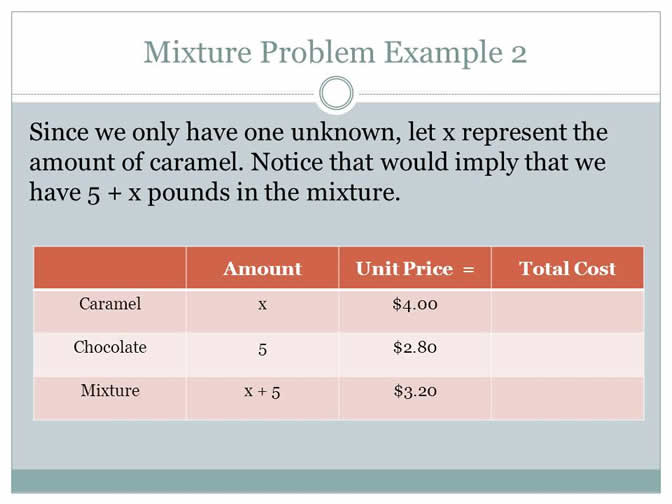 Mixture Problem Example 2
Since we only have one unknown, let x represent the
amount of caramel. Notice that would imply that we
have 5 + x pounds in the mixture.
Amount Unit Price = Total Cost
Caramel x $4.00
Chocolate 5 $2.80
Mixture x + 5 $3.20